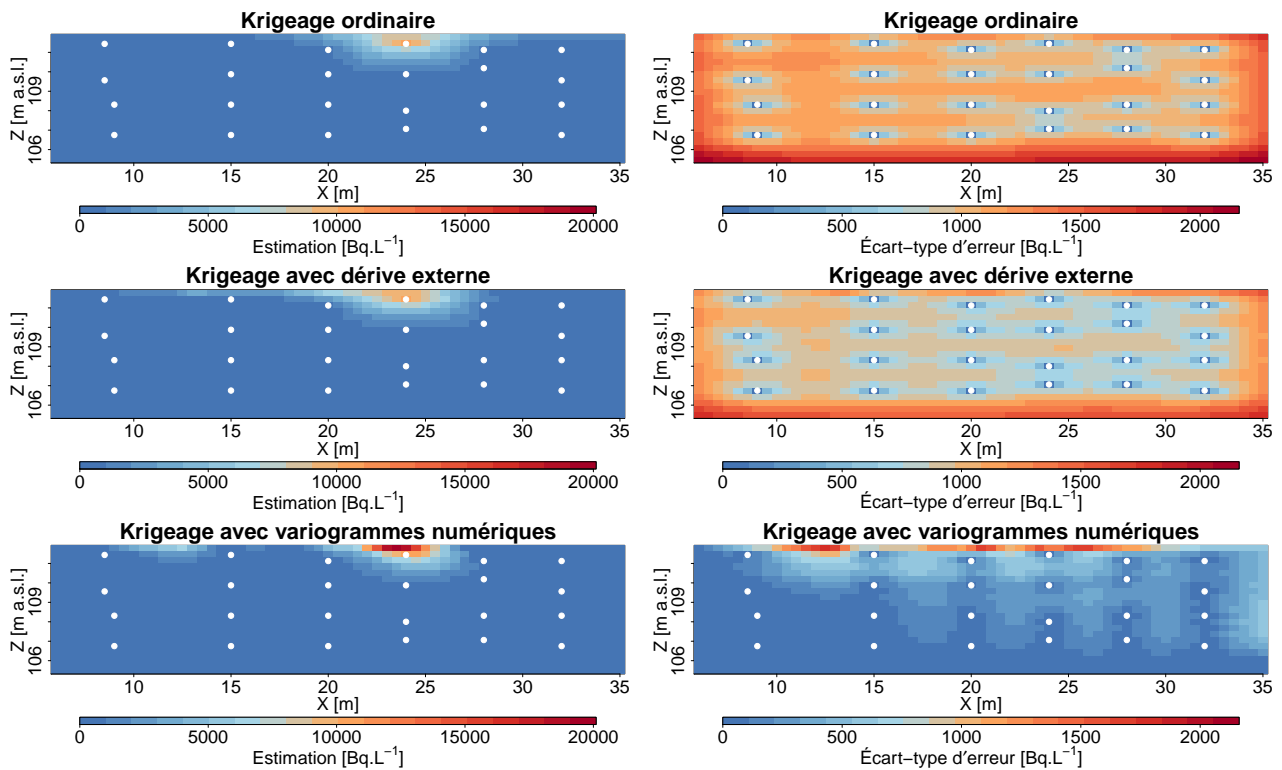 Krigeage ordinaire
Z [m a.s.l.]
109
106
10 15 20 25 30 35
X [m]
0 5000 10000 15000 20000
Estimation [Bq.L⁻¹]
Krigeage ordinaire
Z [m a.s.l.]
109
106
10 15 20 25 30 35
X [m]
0 500 1000 1500 2000
Écart−type d′erreur [Bq.L⁻¹]
Krigeage avec dérive externe
Z [m a.s.l.]
109
106
10 15 20 25 30 35
X [m]
0 5000 10000 15000 20000
Estimation [Bq.L⁻¹]
Krigeage avec dérive externe
Z [m a.s.l.]
109
106
10 15 20 25 30 35
X [m]
0 500 1000 1500 2000
Écart−type d′erreur [Bq.L⁻¹]
Krigeage avec variogrammes numériques
Z [m a.s.l.]
109
106
10 15 20 25 30 35
X [m]
0 5000 10000 15000 20000
Estimation [Bq.L⁻¹]
Krigeage avec variogrammes numériques
Z [m a.s.l.]
109
106
10 15 20 25 30 35
X [m]
0 500 1000 1500 2000
Écart−type d′erreur [Bq.L⁻¹]